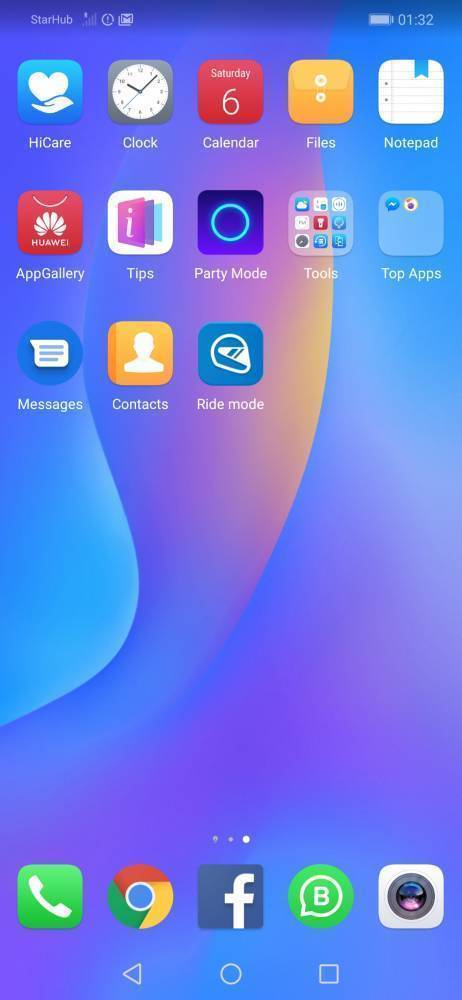 StarHub 01:32
Saturday
6
HiCare Clock Calendar Files Notepad
HUAWEI
AppGallery Tips Party Mode Tools Top Apps
Messages Contacts Ride mode